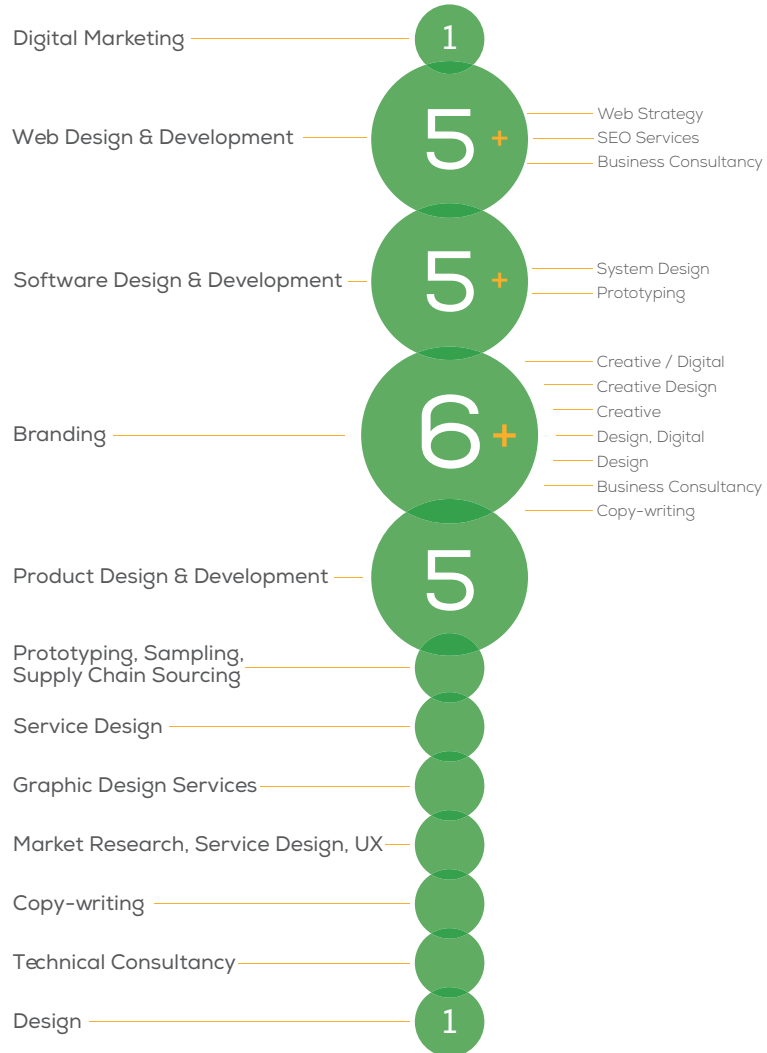 Digital Marketing
1
Web Design & Development
5+
Web Strategy
SEO Services
Business Consultancy
Software Design & Development
5+
System Design
Prototyping
Branding
6+
Creative / Digital
Creative Design
Creative
Design, Digital
Design
Business Consultancy
Copy-writing
Product Design & Development
5
Prototyping, Sampling,
Supply Chain Sourcing
Service Design
Graphic Design Services
Market Research, Service Design, UX
Copy-writing
Technical Consultancy
Design
1